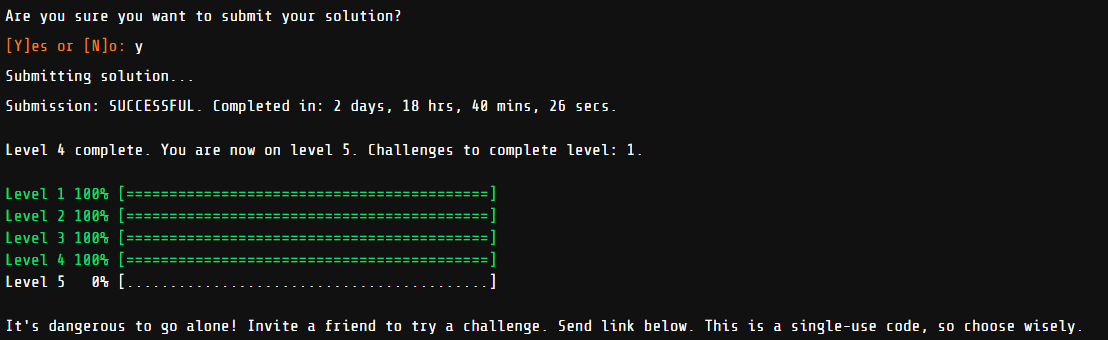 Are you sure you want to submit your solution?
[Y]es or [N]o: y
Submitting solution...
Submission: SUCCESSFUL. Completed in: 2 days, 18 hrs, 40 mins, 26 secs.
Level 4 complete. You are now on level 5. Challenges to complete level: 1.
Level 1 100% [==========================================]
Level 2 100% [==========================================]
Level 3 100% [==========================================]
Level 4 100% [==========================================]
Level 5   0% [..........................................]
It's dangerous to go alone! Invite a friend to try a challenge. Send link below. This is a single-use code, so choose wisely.